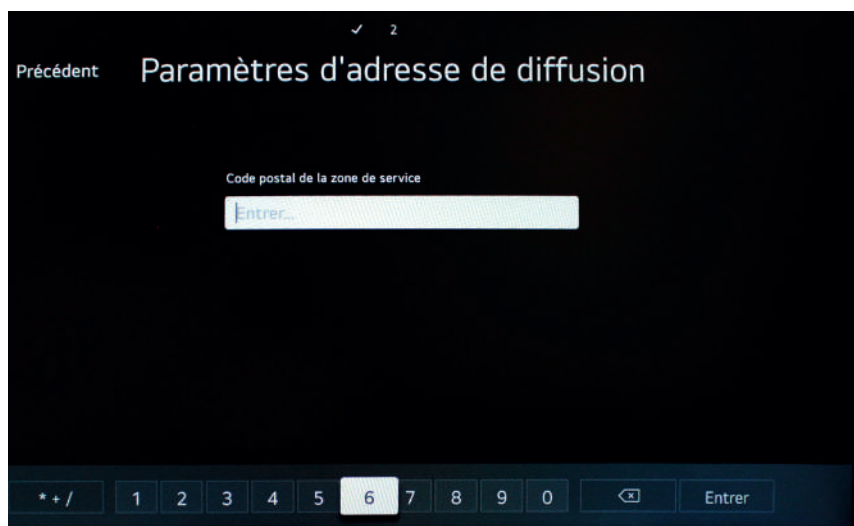 ✓ 2
Précédent
Paramètres d'adresse de diffusion
Code postal de la zone de service
Entrer...
* + / 1 2 3 4 5 6 7 8 9 0 Entrer